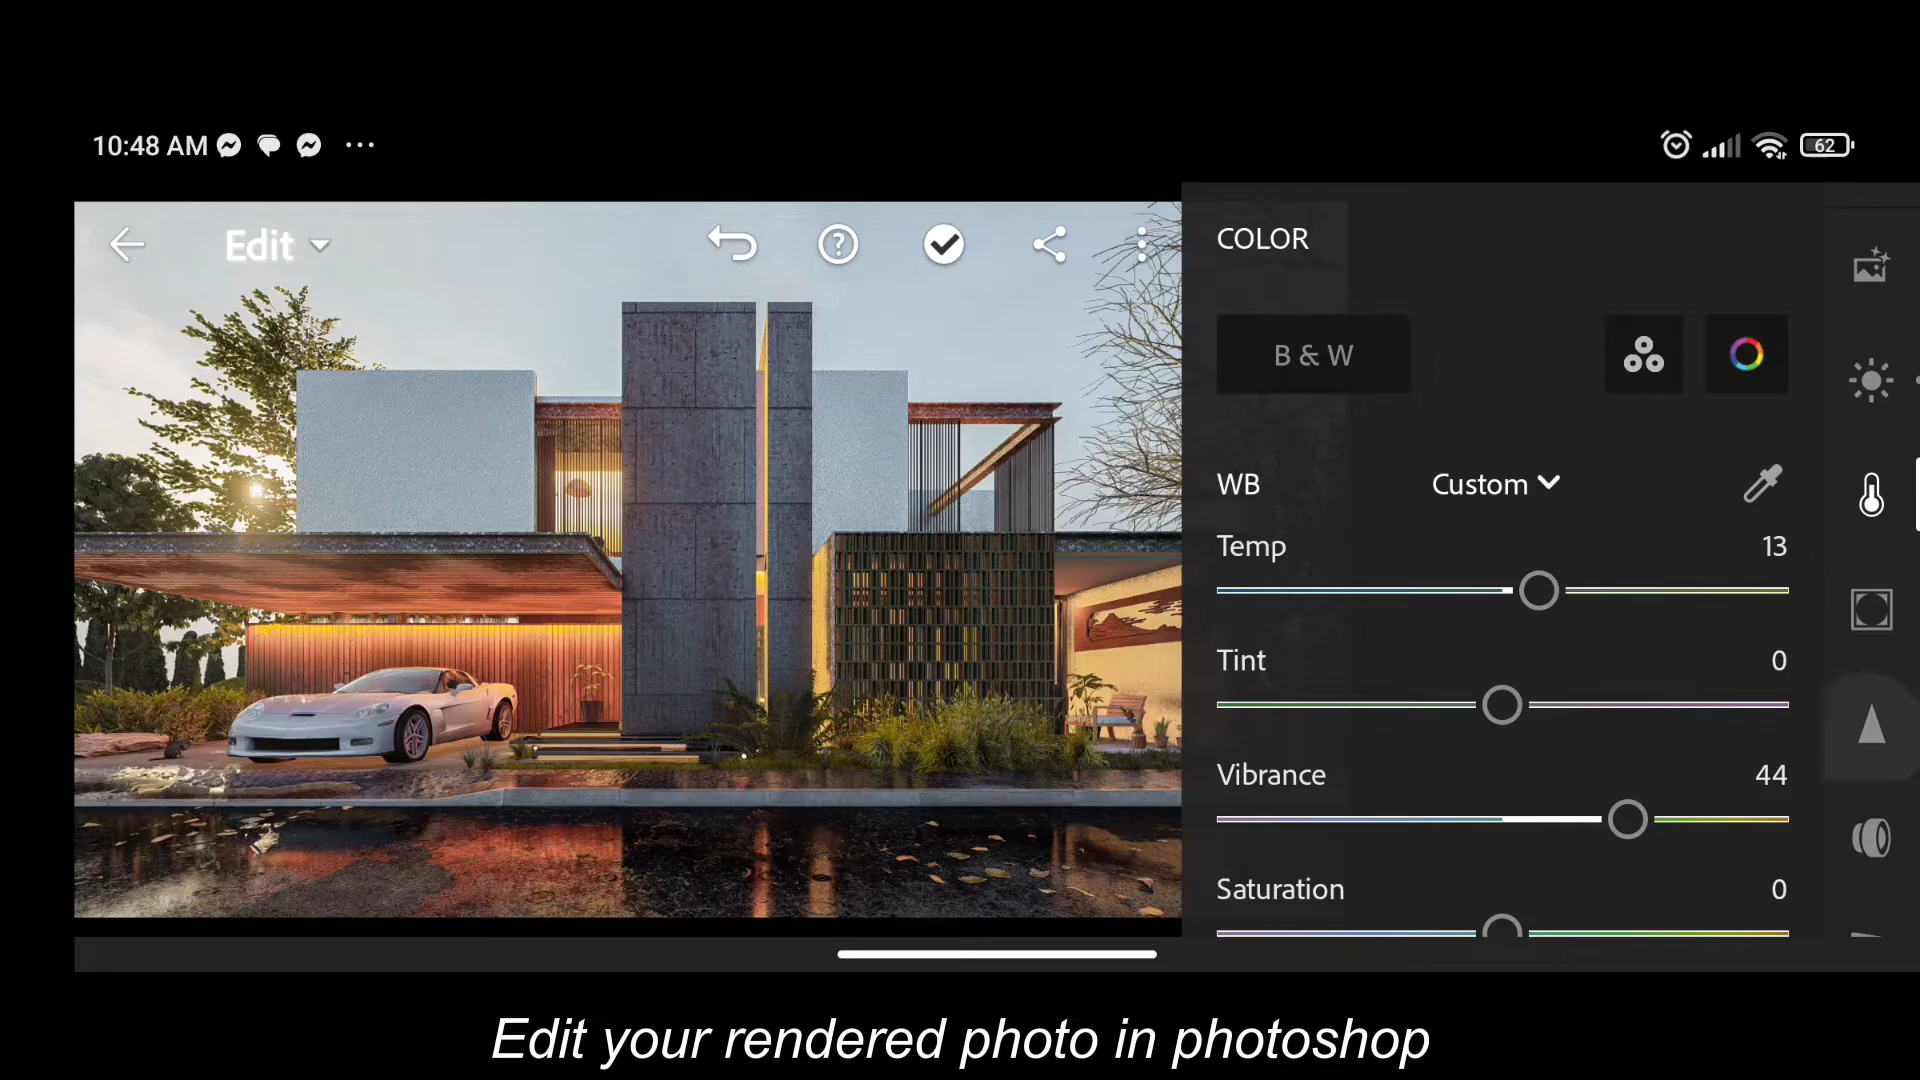 10:48 AM
62
Edit
COLOR
B & W
WB Custom
Temp 13
Tint 0
Vibrance 44
Saturation 0
Edit your rendered photo in photoshop